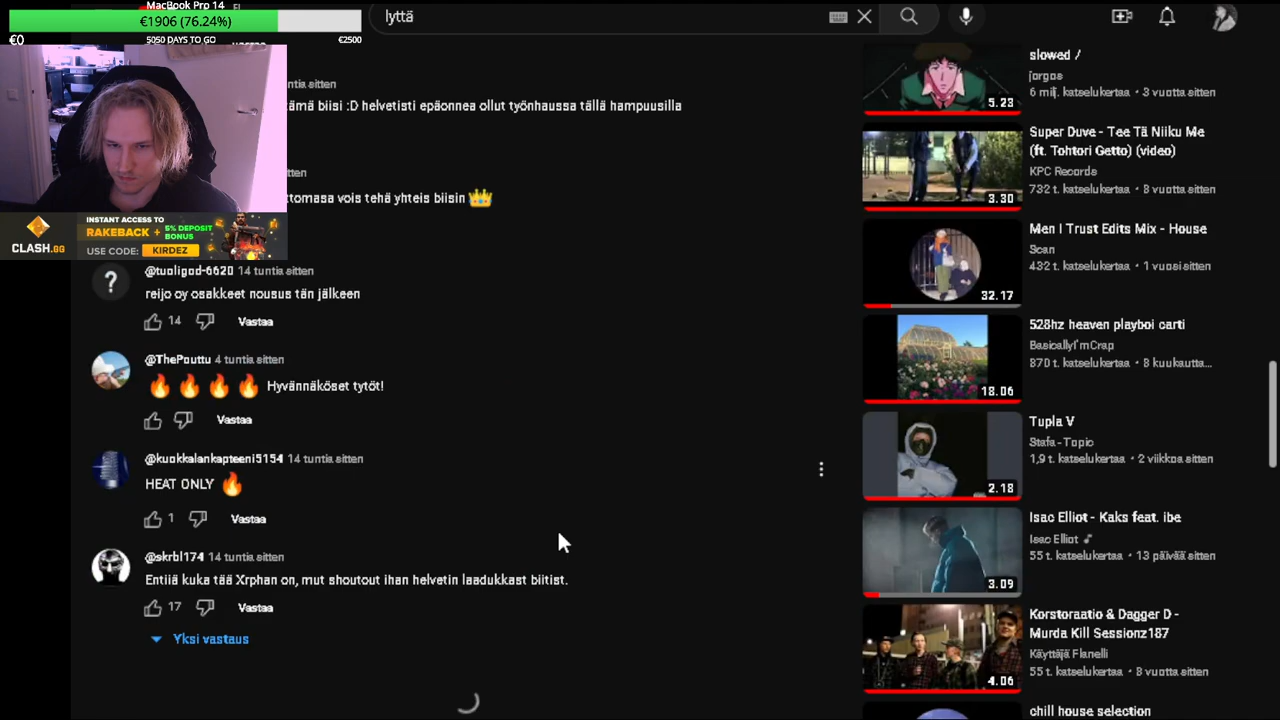 MacBook Pro 14
€1906 (76.24%)
€0
5050 DAYS TO GO
€2500
lyttä
CLASH.GG
INSTANT ACCESS TO
RAKEBACK + 5% DEPOSIT BONUS
USE CODE: KIRDEZ
tuntia sitten
tämä biisi :D helvetisti epäonnea ollut työnhaussa tällä hampuusilla
sitten
ttomasa vois tehä yhteis biisin 👑
@tuoligod-6620 14 tuntia sitten
?
reijo oy osakkeet nousus tän jälkeen
14 Vastaa
@ThePouttu 4 tuntia sitten
🔥 🔥 🔥 🔥 Hyvännäköset tytöt!
Vastaa
@kuokkalankapteeni5154 14 tuntia sitten
HEAT ONLY 🔥
1 Vastaa
@skrbl174 14 tuntia sitten
Entiiä kuka tää Xrphan on, mut shoutout ihan helvetin laadukkast biitist.
17 Vastaa
Yksi vastaus
slowed /
jorgos
6 milj. katselukertaa • 3 vuotta sitten
5.23
Super Duve - Tee Tä Niiku Me
(ft. Tohtori Getto) (video)
KPC Records
732 t. katselukertaa • 8 vuotta sitten
3.30
Men I Trust Edits Mix - House
Scan
432 t. katselukertaa • 1 vuosi sitten
32.17
528hz heaven playboi carti
BasicallyI'mCrap
870 t. katselukertaa • 8 kuukautta...
18.06
Tupla V
Stafa - Topic
1,9 t. katselukertaa • 2 viikkoa sitten
2.18
Isac Elliot - Kaks feat. ibe
Isac Elliot
55 t. katselukertaa • 13 päivää sitten
3.09
Korstoraatio & Dagger D -
Murda Kill Sessionz187
Käyttäjä Flanelli
55 t. katselukertaa • 8 vuotta sitten
4.06
chill house selection